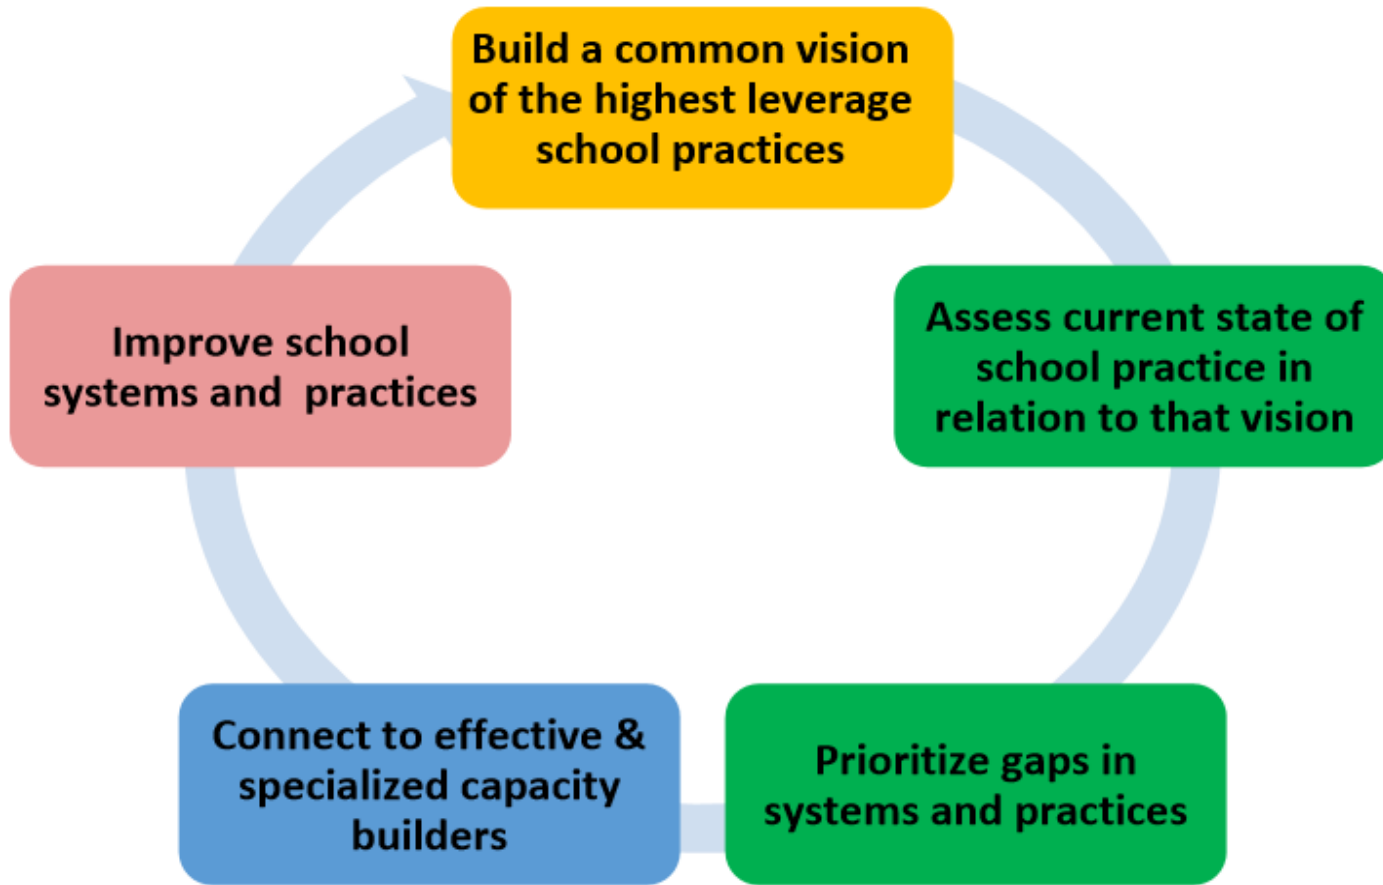 Build a common vision
of the highest leverage
school practices
Assess current state of
school practice in
relation to that vision
Prioritize gaps in
systems and practices
Connect to effective &
specialized capacity
builders
Improve school
systems and  practices